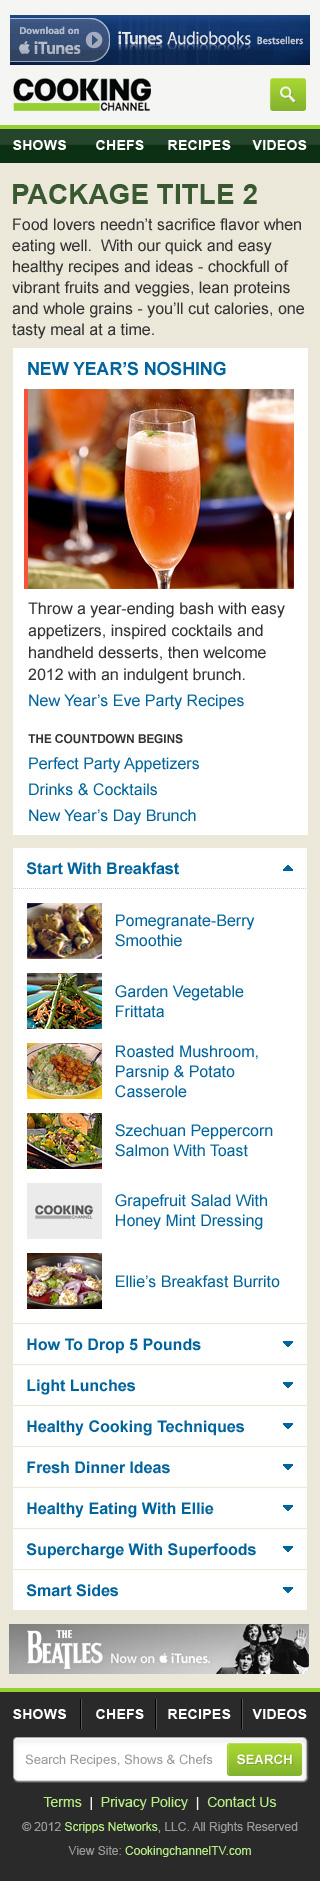 Download on
iTunes
iTunes Audiobooks Bestsellers
COOKING
CHANNEL
SHOWS CHEFS RECIPES VIDEOS
PACKAGE TITLE 2
Food lovers needn't sacrifice flavor when
eating well. With our quick and easy
healthy recipes and ideas - chockfull of
vibrant fruits and veggies, lean proteins
and whole grains - you'll cut calories, one
tasty meal at a time.
NEW YEAR'S NOSHING
Throw a year-ending bash with easy
appetizers, inspired cocktails and
handheld desserts, then welcome
2012 with an indulgent brunch.
New Year's Eve Party Recipes
THE COUNTDOWN BEGINS
Perfect Party Appetizers
Drinks & Cocktails
New Year's Day Brunch
Start With Breakfast
Pomegranate-Berry
Smoothie
Garden Vegetable
Frittata
Roasted Mushroom,
Parsnip & Potato
Casserole
Szechuan Peppercorn
Salmon With Toast
COOKING
CHANNEL
Grapefruit Salad With
Honey Mint Dressing
Ellie's Breakfast Burrito
How To Drop 5 Pounds
Light Lunches
Healthy Cooking Techniques
Fresh Dinner Ideas
Healthy Eating With Ellie
Supercharge With Superfoods
Smart Sides
THE
BEATLES Now on iTunes.
SHOWS CHEFS RECIPES VIDEOS
Search Recipes, Shows & Chefs SEARCH
Terms | Privacy Policy | Contact Us
© 2012 Scripps Networks, LLC. All Rights Reserved
View Site: CookingchannelTV.com